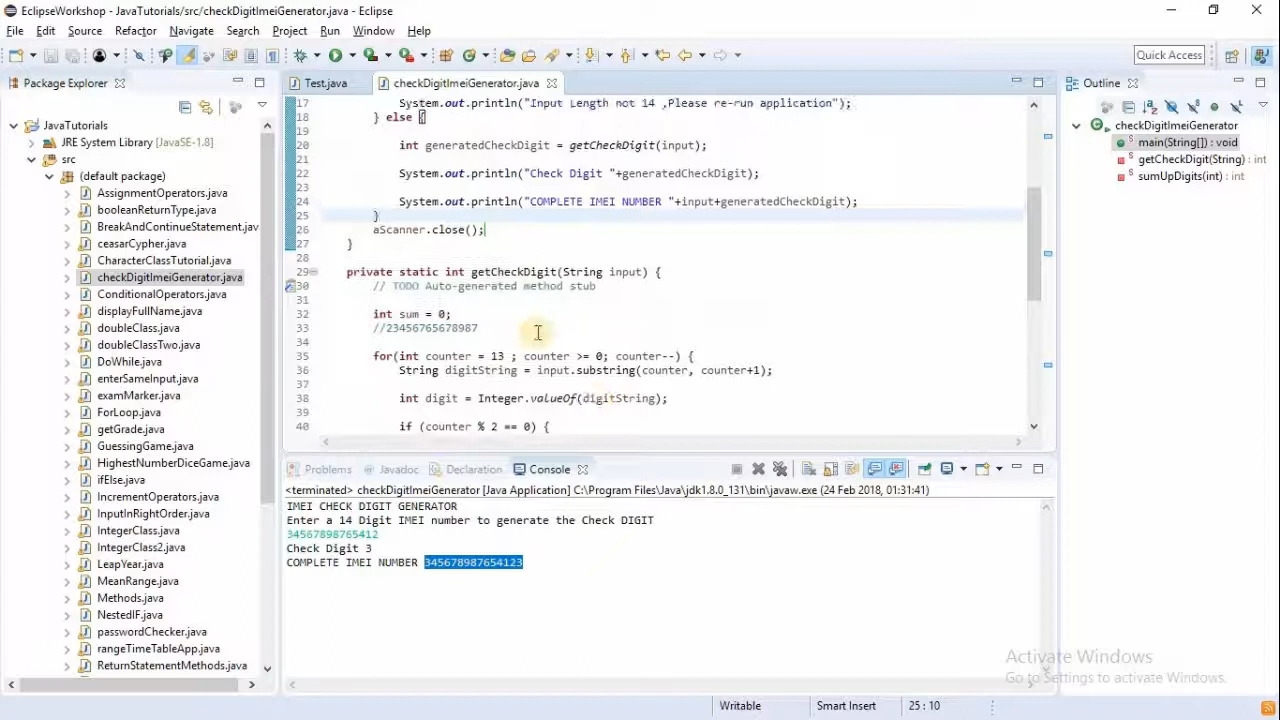 EclipseWorkshop - JavaTutorials/src/checkDigitImeiGenerator.java - Eclipse
File Edit Source Refactor Navigate Search Project Run Window Help
Quick Access
Package Explorer
JavaTutorials
JRE System Library [JavaSE-1.8]
src
(default package)
AssignmentOperators.java
booleanReturnType.java
BreakAndContinueStatement.jav
ceasarCypher.java
CharacterClassTutorial.java
checkDigitImeiGenerator.java
ConditionalOperators.java
displayFullName.java
doubleClass.java
doubleClassTwo.java
DoWhile.java
enterSameInput.java
examMarker.java
ForLoop.java
getGrade.java
GuessingGame.java
HighestNumberDiceGame.java
ifElse.java
IncrementOperators.java
InputInRightOrder.java
IntegerClass.java
IntegerClass2.java
LeapYear.java
MeanRange.java
Methods.java
NestedIF.java
passwordChecker.java
rangeTimeTableApp.java
ReturnStatementMethods.java
Test.java
checkDigitImeiGenerator.java
17 System.out.println("Input Length not 14 ,Please re-run application");
18 } else {
19
20 int generatedCheckDigit = getCheckDigit(input);
21
22 System.out.println("Check Digit "+generatedCheckDigit);
23
24 System.out.println("COMPLETE IMEI NUMBER "+input+generatedCheckDigit);
25 }
26 aScanner.close();
27 }
28
29 private static int getCheckDigit(String input) {
30 // TODO Auto-generated method stub
31
32 int sum = 0;
33 //23456765678987
34
35 for(int counter = 13 ; counter >= 0; counter--) {
36 String digitString = input.substring(counter, counter+1);
37
38 int digit = Integer.valueOf(digitString);
39
40 if (counter % 2 == 0) {
Problems Javadoc Declaration Console
<terminated> checkDigitImeiGenerator [Java Application] C:\Program Files\Java\jdk1.8.0_131\bin\javaw.exe (24 Feb 2018, 01:31:41)
IMEI CHECK DIGIT GENERATOR
Enter a 14 Digit IMEI number to generate the Check DIGIT
34567898765412
Check Digit 3
COMPLETE IMEI NUMBER 345678987654123
Outline
checkDigitImeiGenerator
main(String[]) : void
getCheckDigit(String) : int
sumUpDigits(int) : int
Activate Windows
Go to Settings to activate Windows.
Writable Smart Insert 25 : 10